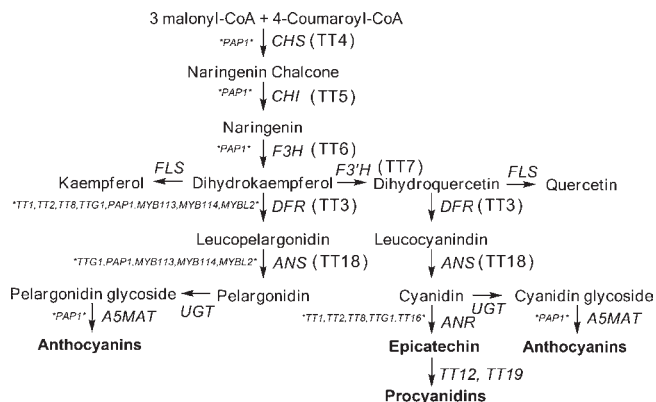 3 malonyl-CoA + 4-Coumaroyl-CoA
*PAP1* CHS (TT4)
Naringenin Chalcone
*PAP1* CHI (TT5)
Naringenin
*PAP1* F3H (TT6)
FLS F3'H (TT7) FLS
Kaempferol Dihydrokaempferol Dihydroquercetin Quercetin
*TT1,TT2,TT8,TTG1,PAP1,MYB113,MYB114,MYBL2* DFR (TT3) DFR (TT3)
Leucopelargonidin Leucocyanindin
*TTG1,PAP1,MYB113,MYB114,MYBL2* ANS (TT18) ANS (TT18)
Pelargonidin glycoside Pelargonidin Cyanidin Cyanidin glycoside
*PAP1* A5MAT UGT *TT1,TT2,TT8,TTG1,TT16* ANR UGT *PAP1* A5MAT
Anthocyanins Epicatechin Anthocyanins
TT12, TT19
Procyanidins